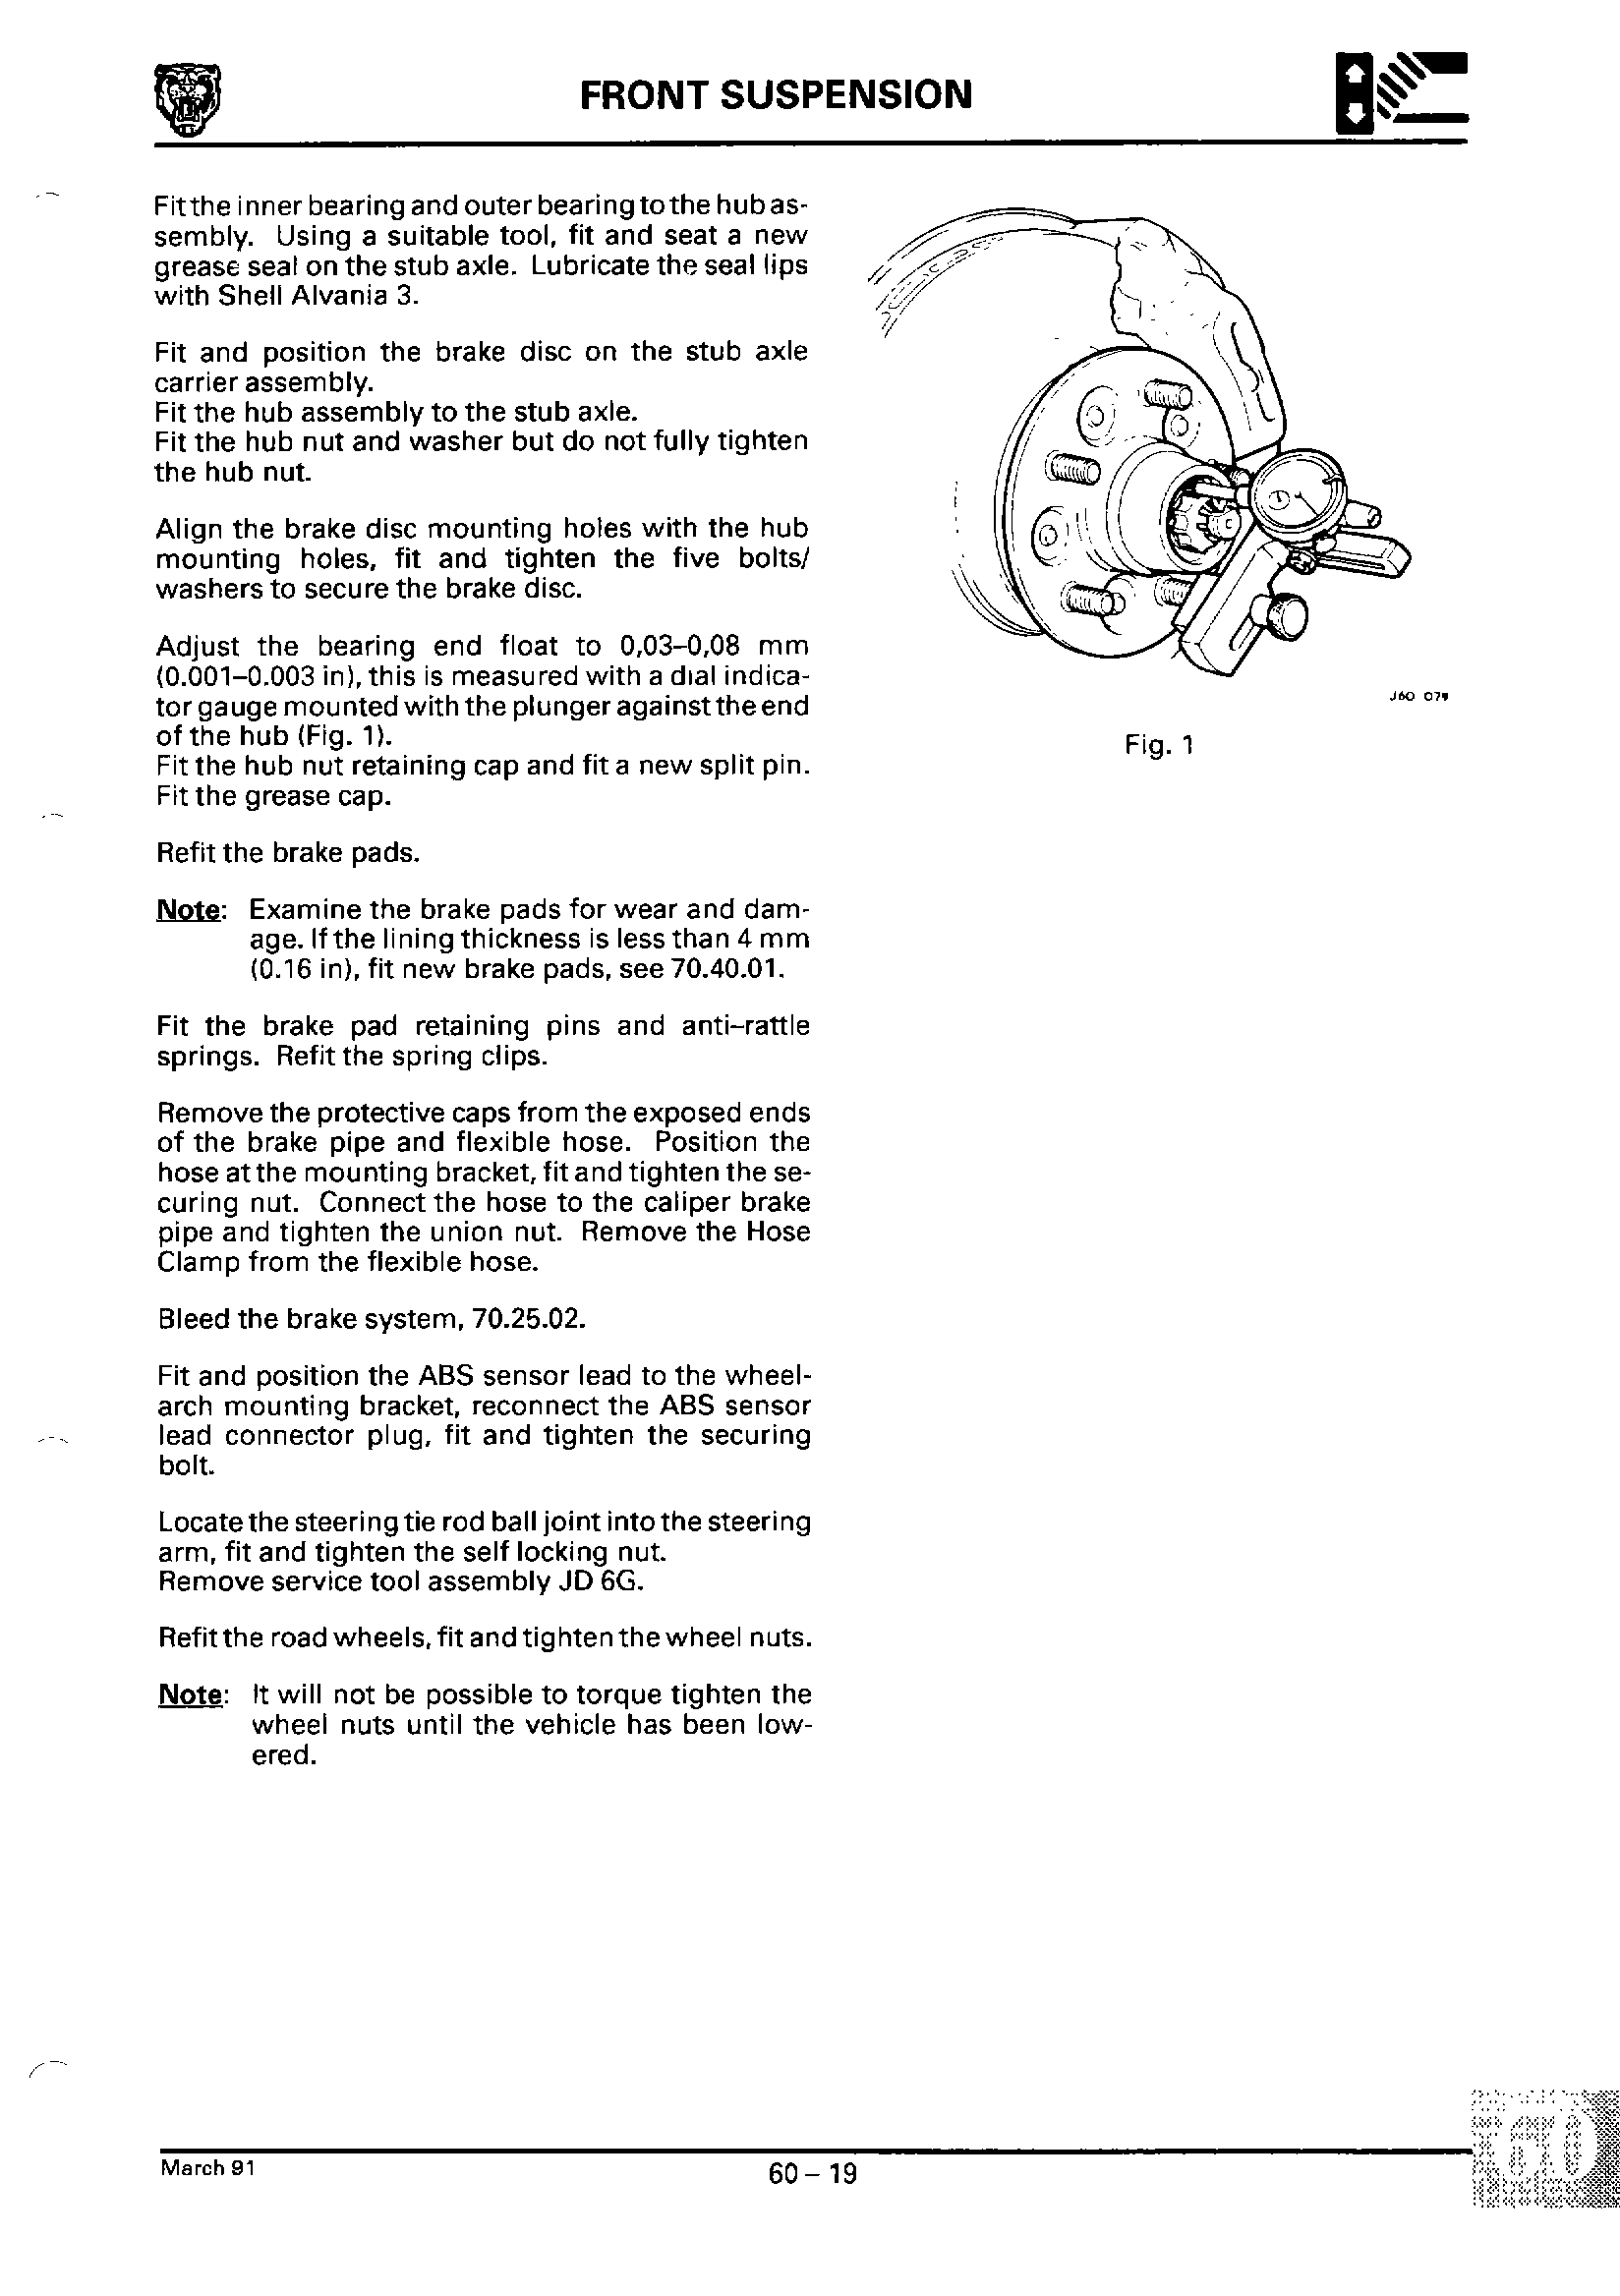 FRONT SUSPENSION
Fit the inner bearing and outer bearing to the hub as-
sembly. Using a suitable tool, fit and seat a new
grease seal on the stub axle. Lubricate the seal lips
with Shell Alvania 3.
Fit and position the brake disc on the stub axle
carrier assembly.
Fit the hub assembly to the stub axle.
Fit the hub nut and washer but do not fully tighten
the hub nut.
Align the brake disc mounting holes with the hub
mounting holes, fit and tighten the five bolts/
washers to secure the brake disc.
Adjust the bearing end float to 0,03–0,08 mm
(0.001–0.003 in), this is measured with a dial indica-
tor gauge mounted with the plunger against the end
of the hub (Fig. 1).
Fit the hub nut retaining cap and fit a new split pin.
Fit the grease cap.
Refit the brake pads.
Note: Examine the brake pads for wear and dam-
age. If the lining thickness is less than 4 mm
(0.16 in), fit new brake pads, see 70.40.01.
Fit the brake pad retaining pins and anti–rattle
springs. Refit the spring clips.
Remove the protective caps from the exposed ends
of the brake pipe and flexible hose. Position the
hose at the mounting bracket, fit and tighten the se-
curing nut. Connect the hose to the caliper brake
pipe and tighten the union nut. Remove the Hose
Clamp from the flexible hose.
Bleed the brake system, 70.25.02.
Fit and position the ABS sensor lead to the wheel-
arch mounting bracket, reconnect the ABS sensor
lead connector plug, fit and tighten the securing
bolt.
Locate the steering tie rod ball joint into the steering
arm, fit and tighten the self locking nut.
Remove service tool assembly JD 6G.
Refit the road wheels, fit and tighten the wheel nuts.
Note: It will not be possible to torque tighten the
wheel nuts until the vehicle has been low-
ered.
J60 079
Fig. 1
March 91
60 – 19
60